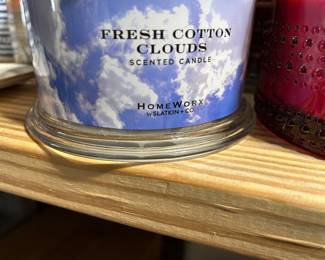 FRESH COTTON
CLOUDS
SCENTED CANDLE
HOMEWORX
by SLATKIN & CO.